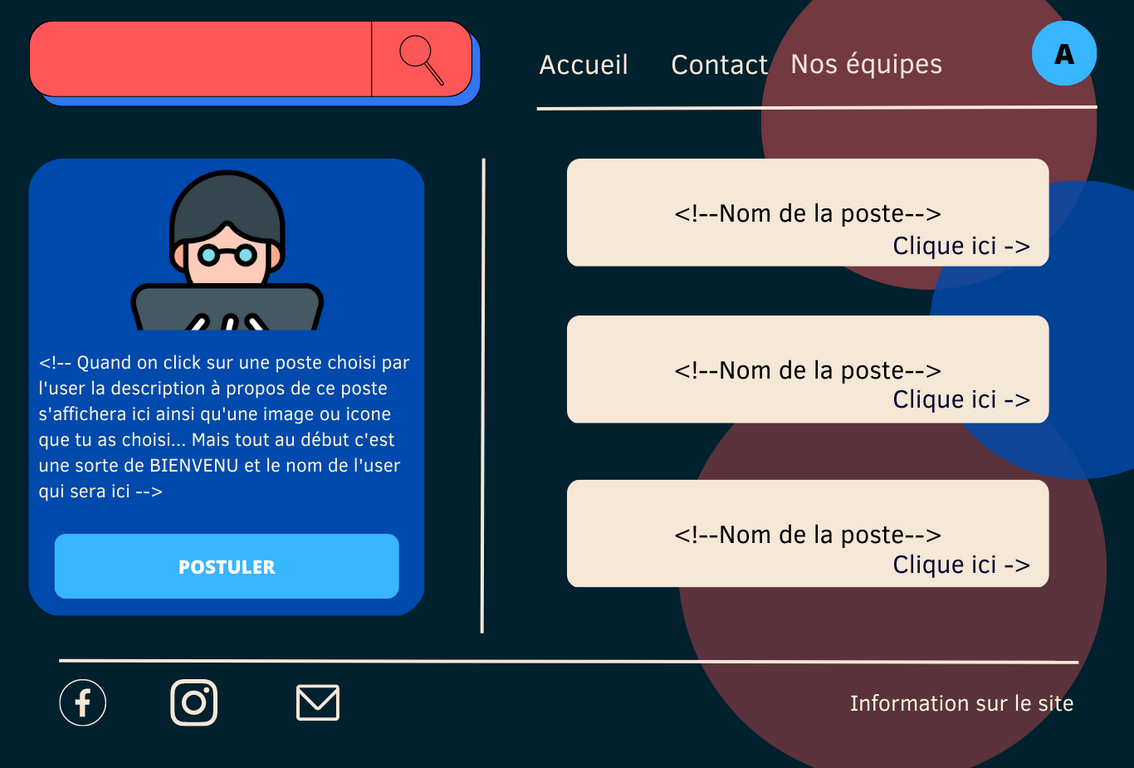 Accueil
Contact
Nos équipes
A
<!-- Quand on click sur une poste choisi par
l'user la description à propos de ce poste
s'affichera ici ainsi qu'une image ou icone
que tu as choisi... Mais tout au début c'est
une sorte de BIENVENU et le nom de l'user
qui sera ici -->
POSTULER
<!--Nom de la poste-->
Clique ici ->
<!--Nom de la poste-->
Clique ici ->
<!--Nom de la poste-->
Clique ici ->
Information sur le site